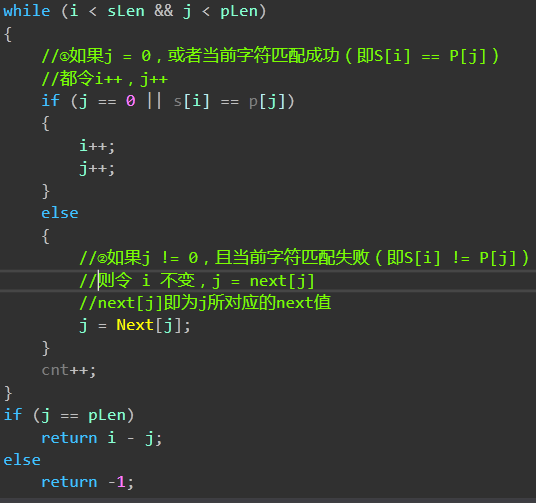 while (i < sLen && j < pLen)
{
//①如果j = 0，或者当前字符匹配成功（即S[i] == P[j]）
//都令i++，j++
if (j == 0 || s[i] == p[j])
{
i++;
j++;
}
else
{
//②如果j != 0，且当前字符匹配失败（即S[i] != P[j]）
//则令 i 不变，j = next[j]
//next[j]即为j所对应的next值
j = Next[j];
}
cnt++;
}
if (j == pLen)
return i - j;
else
return -1;